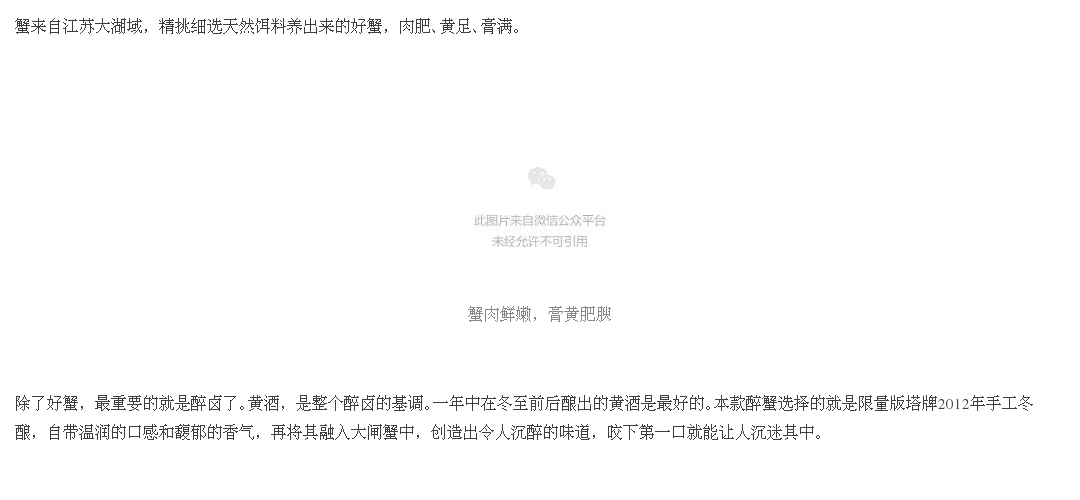 蟹来自江苏大湖域，精挑细选天然饵料养出来的好蟹，肉肥、黄足、膏满。
此图片来自微信公众平台
未经允许不可引用
蟹肉鲜嫩，膏黄肥腴
除了好蟹，最重要的就是醉卤了。黄酒，是整个醉卤的基调。一年中在冬至前后酿出的黄酒是最好的。本款醉蟹选择的就是限量版塔牌2012年手工冬
酿，自带温润的口感和馥郁的香气，再将其融入大闸蟹中，创造出令人沉醉的味道，咬下第一口就能让人沉迷其中。